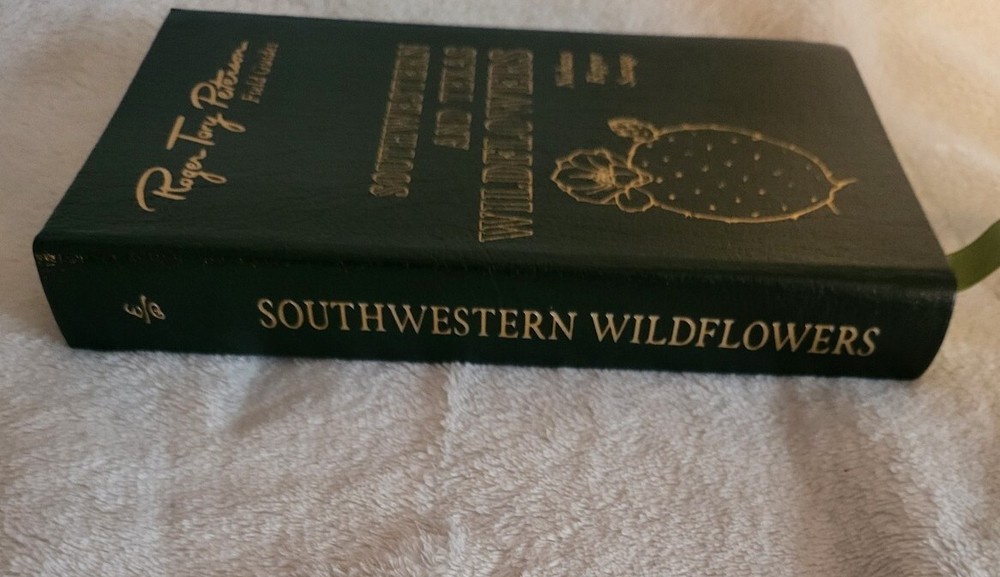 Roger Tory Peterson
Field Guides
SOUTHWESTERN
AND TEXAS
WILDFLOWERS
Niehaus
Ripper
Savage
SOUTHWESTERN WILDFLOWERS